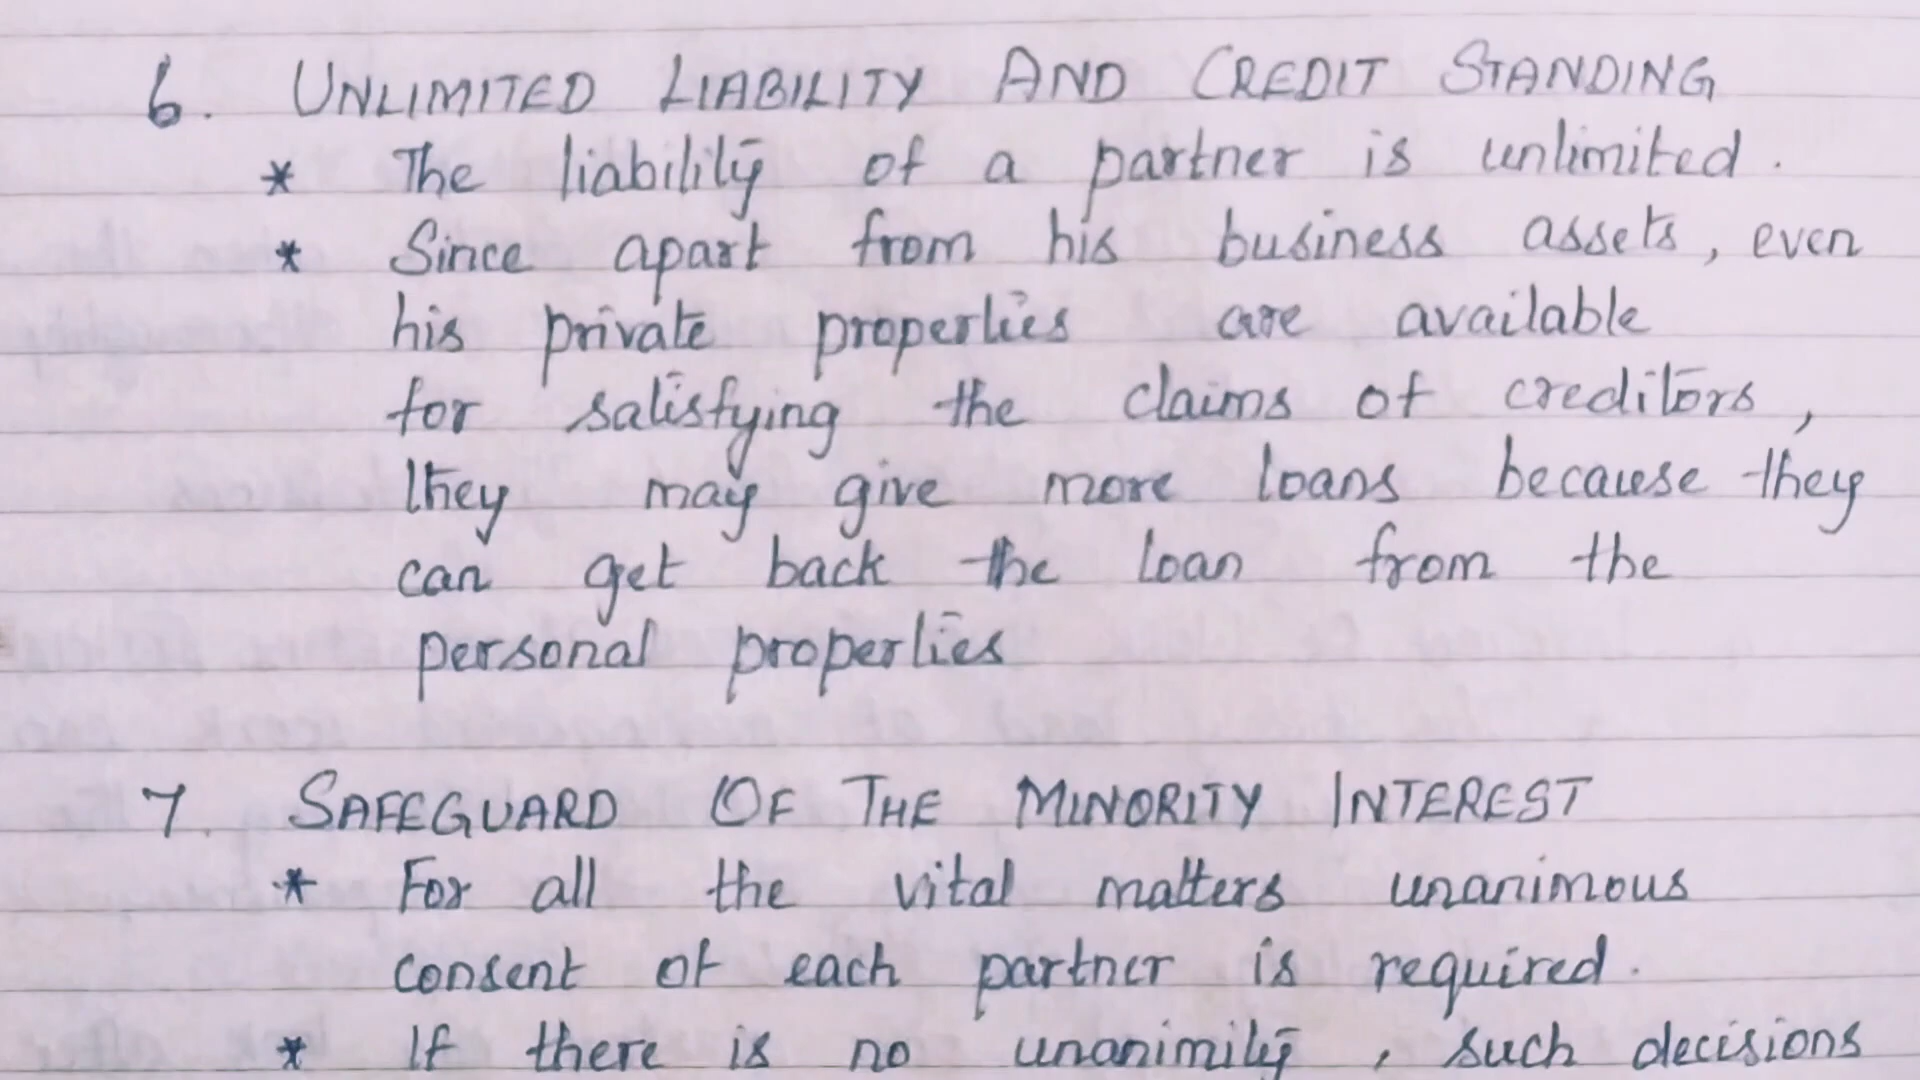 6. UNLIMITED LIABILITY AND CREDIT STANDING
* The liability of a partner is unlimited.
* Since apart from his business assets, even
his private properties are available
for satisfying the claims of creditors,
they may give more loans because they
can get back the loan from the
personal properties
7. SAFEGUARD OF THE MINORITY INTEREST
* For all the vital matters unanimous
consent of each partner is required.
* If there is no unanimity, such decisions